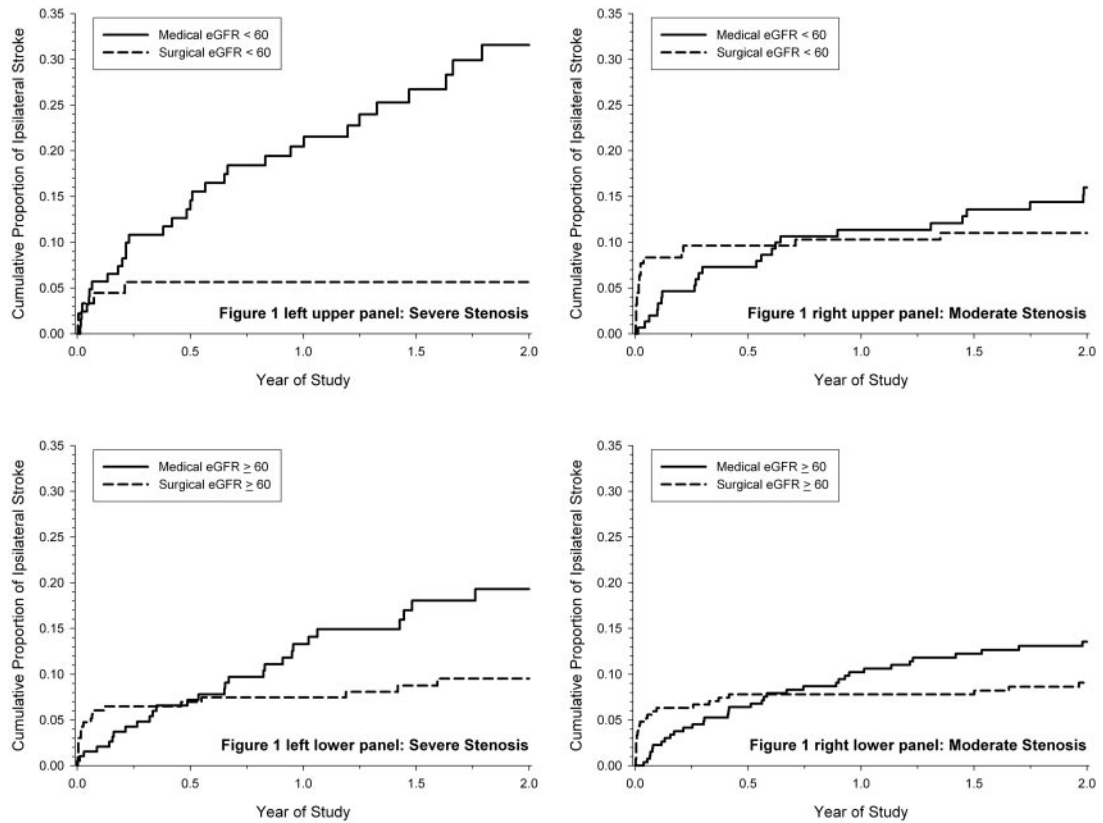 Cumulative Proportion of Ipsilateral Stroke
0.35
0.30
0.25
0.20
0.15
0.10
0.05
0.00
Medical eGFR < 60
Surgical eGFR < 60
Figure 1 left upper panel: Severe Stenosis
0.0
0.5
1.0
1.5
2.0
Year of Study
Cumulative Proportion of Ipsilateral Stroke
0.35
0.30
0.25
0.20
0.15
0.10
0.05
0.00
Medical eGFR < 60
Surgical eGFR < 60
Figure 1 right upper panel: Moderate Stenosis
0.0
0.5
1.0
1.5
2.0
Year of Study
Cumulative Proportion of Ipsilateral Stroke
0.35
0.30
0.25
0.20
0.15
0.10
0.05
0.00
Medical eGFR ≥ 60
Surgical eGFR ≥ 60
Figure 1 left lower panel: Severe Stenosis
0.0
0.5
1.0
1.5
2.0
Year of Study
Cumulative Proportion of Ipsilateral Stroke
0.35
0.30
0.25
0.20
0.15
0.10
0.05
0.00
Medical eGFR ≥ 60
Surgical eGFR ≥ 60
Figure 1 right lower panel: Moderate Stenosis
0.0
0.5
1.0
1.5
2.0
Year of Study